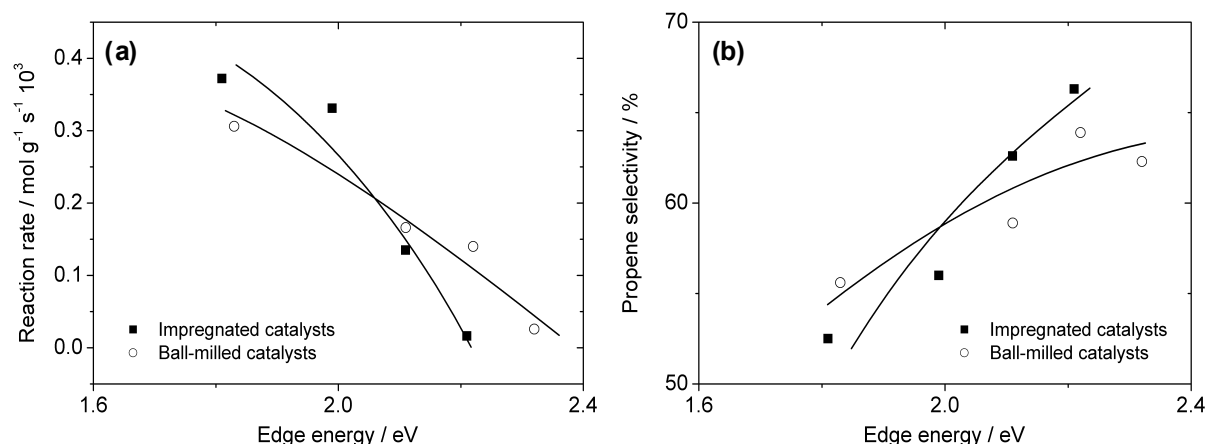 (a)
Reaction rate / mol g⁻¹ s⁻¹ 10³
0.4
0.3
0.2
0.1
0.0
Impregnated catalysts
Ball-milled catalysts
1.6
2.0
2.4
Edge energy / eV
(b)
Propene selectivity / %
70
60
50
Impregnated catalysts
Ball-milled catalysts
1.6
2.0
2.4
Edge energy / eV